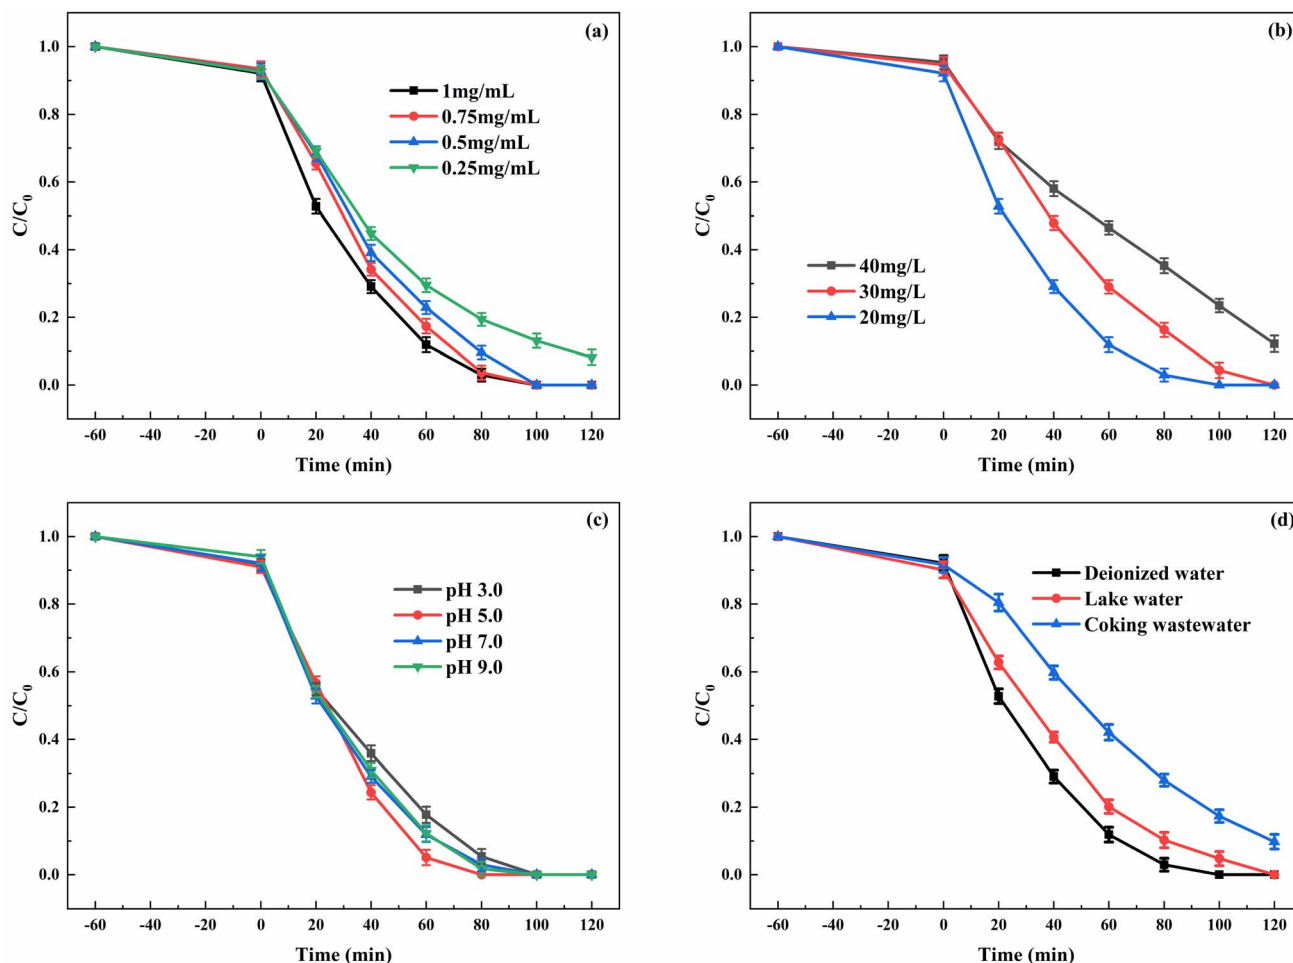 (a)
1mg/mL
0.75mg/mL
0.5mg/mL
0.25mg/mL
C/C₀
1.0
0.8
0.6
0.4
0.2
0.0
-60 -40 -20 0 20 40 60 80 100 120
Time (min)
(b)
40mg/L
30mg/L
20mg/L
C/C₀
1.0
0.8
0.6
0.4
0.2
0.0
-60 -40 -20 0 20 40 60 80 100 120
Time (min)
(c)
pH 3.0
pH 5.0
pH 7.0
pH 9.0
C/C₀
1.0
0.8
0.6
0.4
0.2
0.0
-60 -40 -20 0 20 40 60 80 100 120
Time (min)
(d)
Deionized water
Lake water
Coking wastewater
C/C₀
1.0
0.8
0.6
0.4
0.2
0.0
-60 -40 -20 0 20 40 60 80 100 120
Time (min)